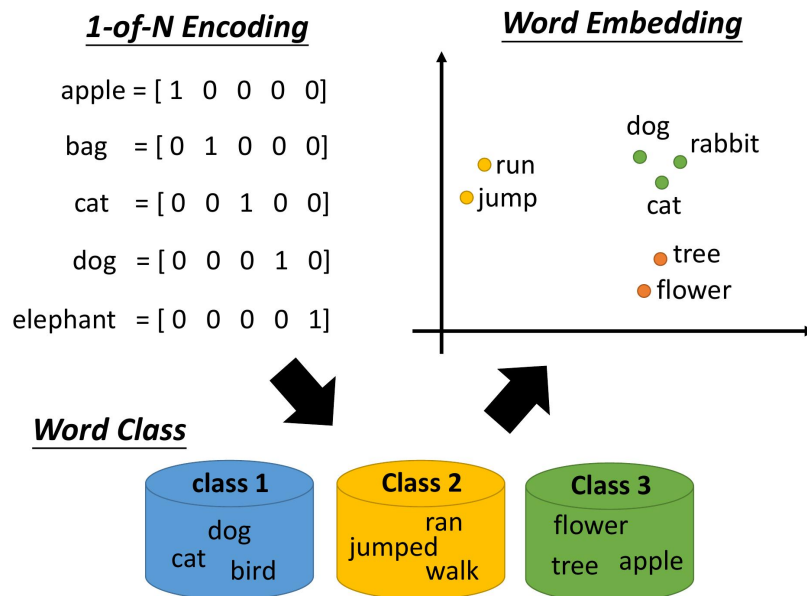 1-of-N Encoding
apple = [ 1 0 0 0 0]
bag = [ 0 1 0 0 0]
cat = [ 0 0 1 0 0]
dog = [ 0 0 0 1 0]
elephant = [ 0 0 0 0 1]
Word Embedding
dog
rabbit
run
jump
cat
tree
flower
Word Class
class 1
dog
cat
bird
Class 2
ran
jumped
walk
Class 3
flower
tree apple